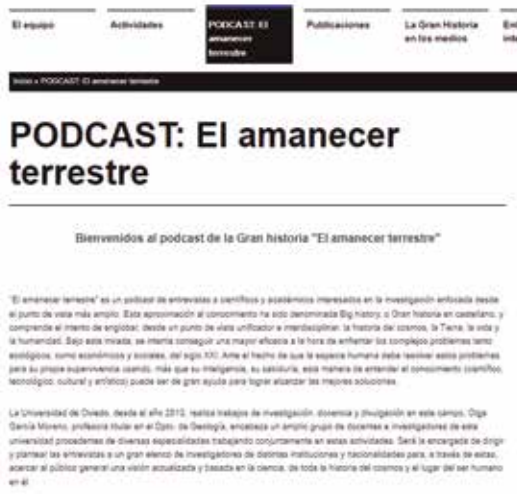 El equipo Actividades PODCAST: El amanecer terrestre Publicaciones La Gran Historia en los medios
Inicio » PODCAST: El amanecer terrestre
PODCAST: El amanecer
terrestre
Bienvenidos al podcast de la Gran historia "El amanecer terrestre"
"El amanecer terrestre" es un podcast de entrevistas a científicos y académicos interesados en la investigación enfocada desde
el punto de vista más amplio. Esta aproximación al conocimiento ha sido denominada Big history, o Gran historia en castellano, y
comprende el intento de englobar, desde un punto de vista unificador e interdisciplinar, la historia del cosmos, la Tierra, la vida y
la humanidad. Bajo esta mirada, se intenta conseguir una mayor eficacia a la hora de enfrentar los complejos problemas tanto
ecológicos, como económicos y sociales, del siglo XXI. Ante el hecho de que la especie humana debe resolver estos problemas
para su propia supervivencia usando, más que su inteligencia, su sabiduría, esta manera de entender el conocimiento (científico,
tecnológico, cultural y artístico) puede ser de gran ayuda para lograr alcanzar las mejores soluciones.
La Universidad de Oviedo, desde el año 2015, realiza trabajos de investigación, docencia y divulgación en este campo. Olga
García Moreno, profesora titular en el Dpto. de Geología, encabeza un amplio grupo de docentes e investigadores de esta
universidad procedentes de diversas especialidades trabajando conjuntamente en estas actividades. Será la encargada de dirigir
y plantear las entrevistas a un gran elenco de investigadores de distintas instituciones y nacionalidades para, a través de estas,
acercar al público general una visión actualizada y basada en la ciencia, de toda la historia del cosmos y el lugar del ser humano
en él.